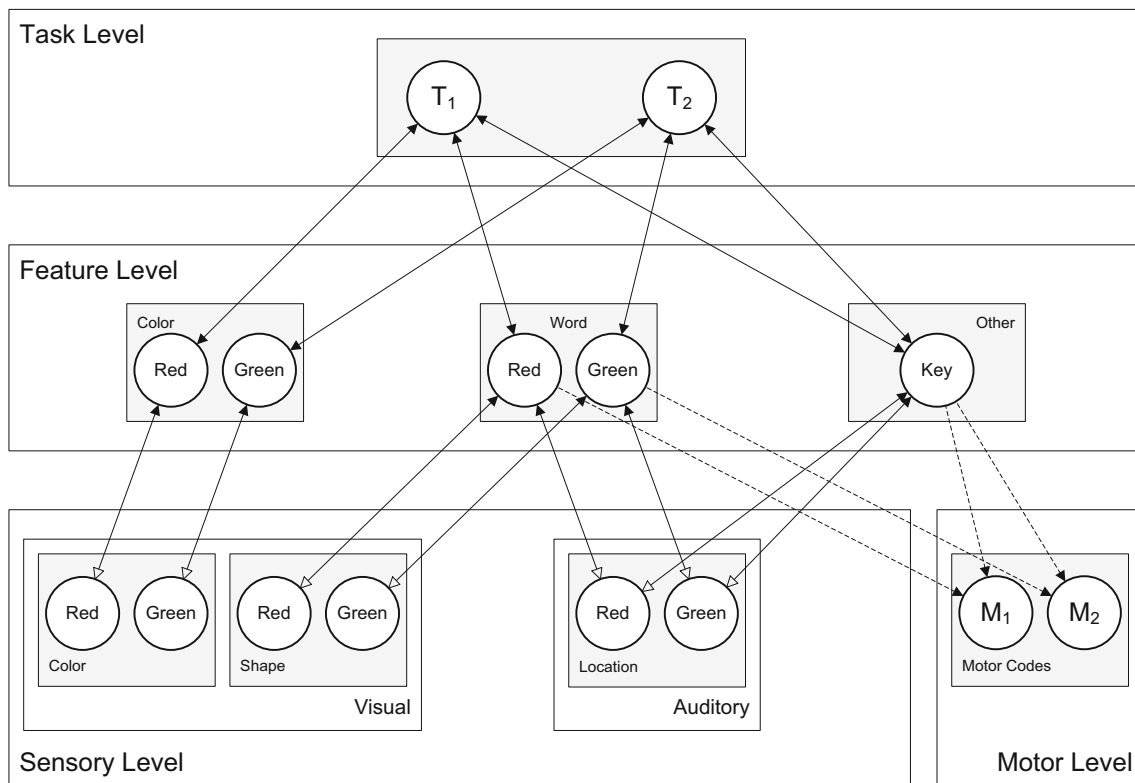 Task Level
T₁ T₂
Feature Level
Color Word Other
Red Green Red Green Key
Red Green Red Green Red Green M₁ M₂
Color Shape Location Motor Codes
Visual Auditory
Sensory Level Motor Level